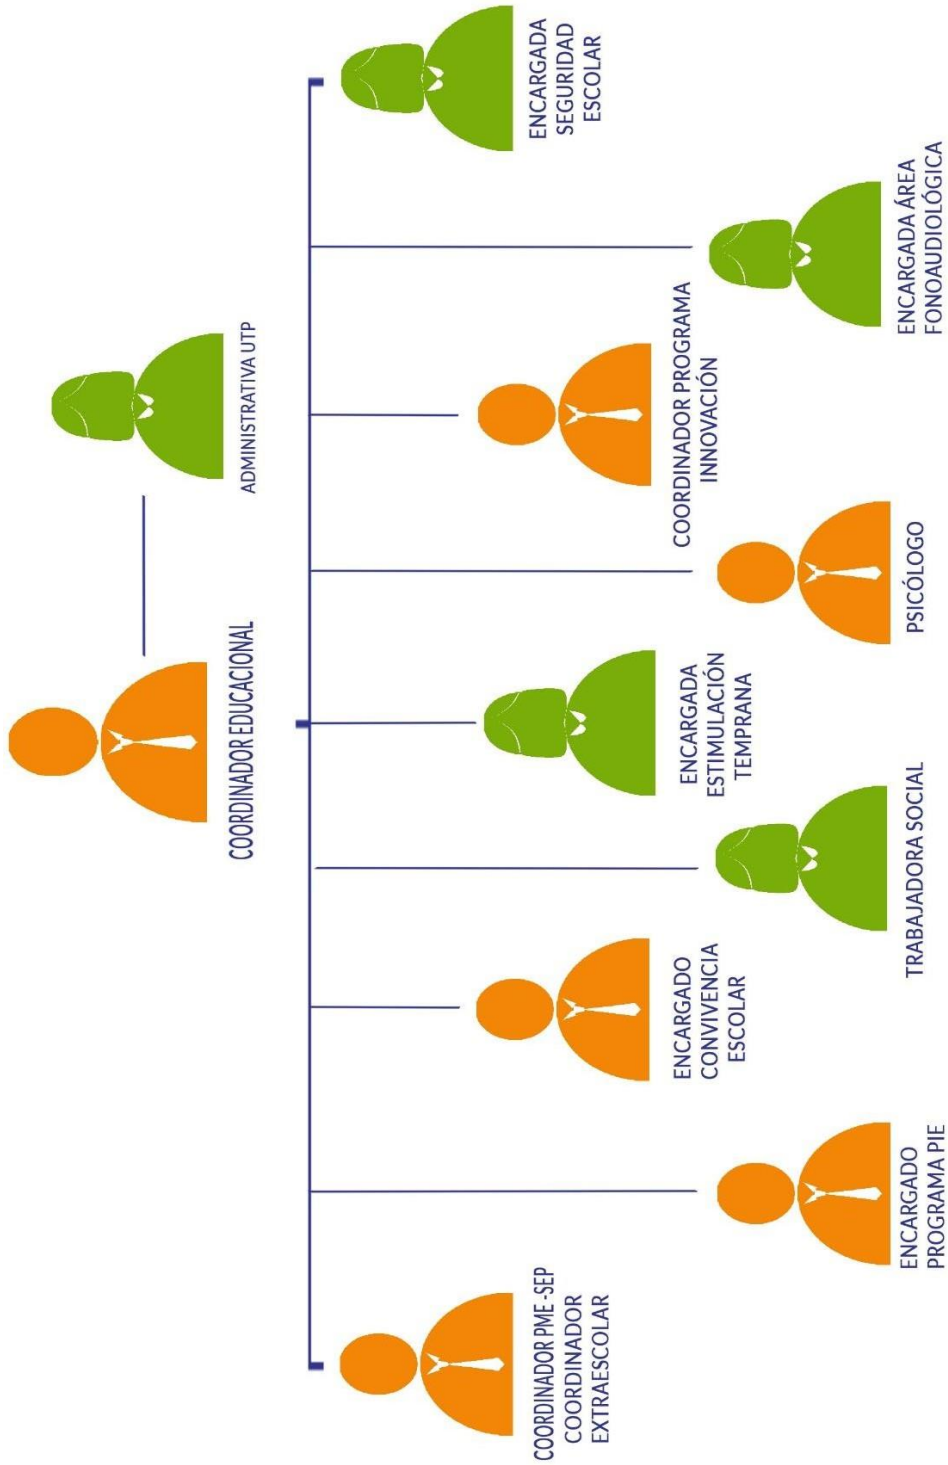 COORDINADOR EDUCACIONAL
ADMINISTRATIVA UTP
COORDINADOR PME-SEP
COORDINADOR
EXTRAESCOLAR
ENCARGADO
PROGRAMA PIE
ENCARGADO
CONVIVENCIA
ESCOLAR
TRABAJADORA SOCIAL
ENCARGADA
ESTIMULACIÓN
TEMPRANA
PSICÓLOGO
COORDINADOR PROGRAMA
INNOVACIÓN
ENCARGADA ÁREA
FONOAUDIOLÓGICA
ENCARGADA
SEGURIDAD
ESCOLAR